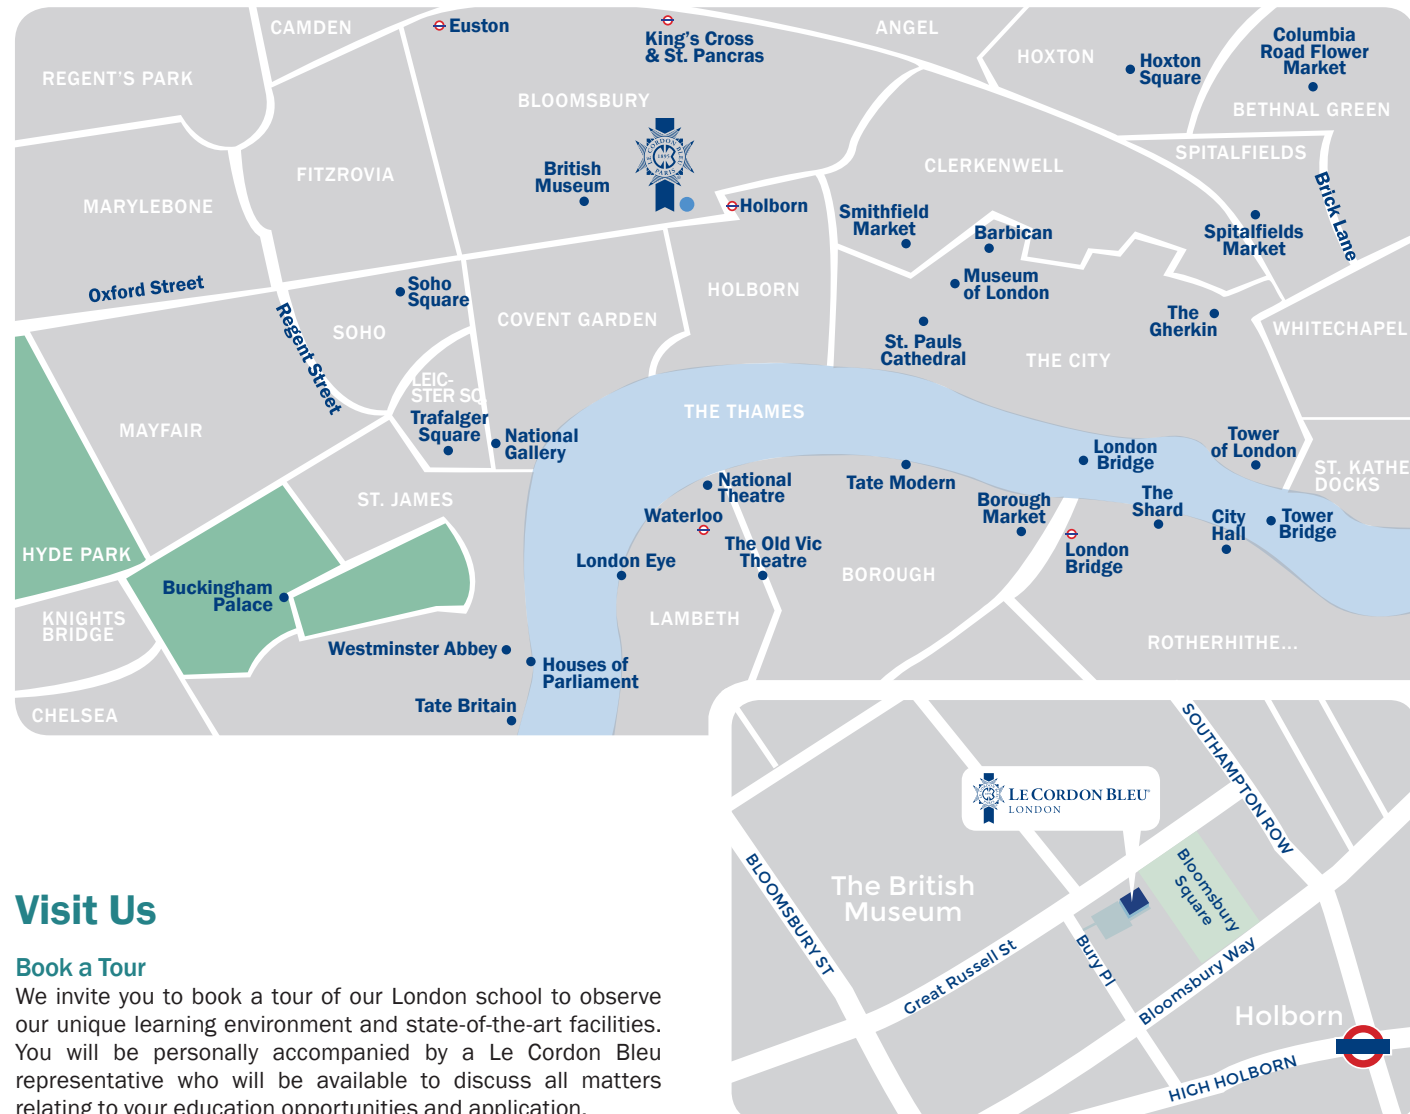 CAMDEN
Euston
King's Cross
& St. Pancras
ANGEL
HOXTON
Hoxton
Square
Columbia
Road Flower
Market
REGENT'S PARK
BLOOMSBURY
BETHNAL GREEN
LE CORDON BLEU
1895
PARIS
FITZROVIA
British
Museum
CLERKENWELL
SPITALFIELDS
Brick Lane
MARYLEBONE
Holborn
Smithfield
Market
Barbican
Spitalfields
Market
Oxford Street
Soho
Square
HOLBORN
Museum
of London
Regent Street
SOHO
COVENT GARDEN
St. Pauls
Cathedral
THE CITY
The
Gherkin
WHITECHAPEL
LEIC-
STER SQ
MAYFAIR
Trafalger
Square
National
Gallery
THE THAMES
London
Bridge
Tower
of London
ST. KATHE
DOCKS
ST. JAMES
National
Theatre
Tate Modern
Borough
Market
The
Shard
City
Hall
Tower
Bridge
Waterloo
HYDE PARK
London Eye
The Old Vic
Theatre
BOROUGH
London
Bridge
Buckingham
Palace
KNIGHTS
BRIDGE
LAMBETH
ROTHERHITHE...
Westminster Abbey
Houses of
Parliament
CHELSEA
Tate Britain
SOUTHAMPTON ROW
LE CORDON BLEU
LONDON
BLOOMSBURY ST
The British
Museum
Bloomsbury
Square
Great Russell St
Bury Pl
Bloomsbury Way
Holborn
HIGH HOLBORN
Visit Us
Book a Tour
We invite you to book a tour of our London school to observe
our unique learning environment and state-of-the-art facilities.
You will be personally accompanied by a Le Cordon Bleu
representative who will be available to discuss all matters
relating to your education opportunities and application.